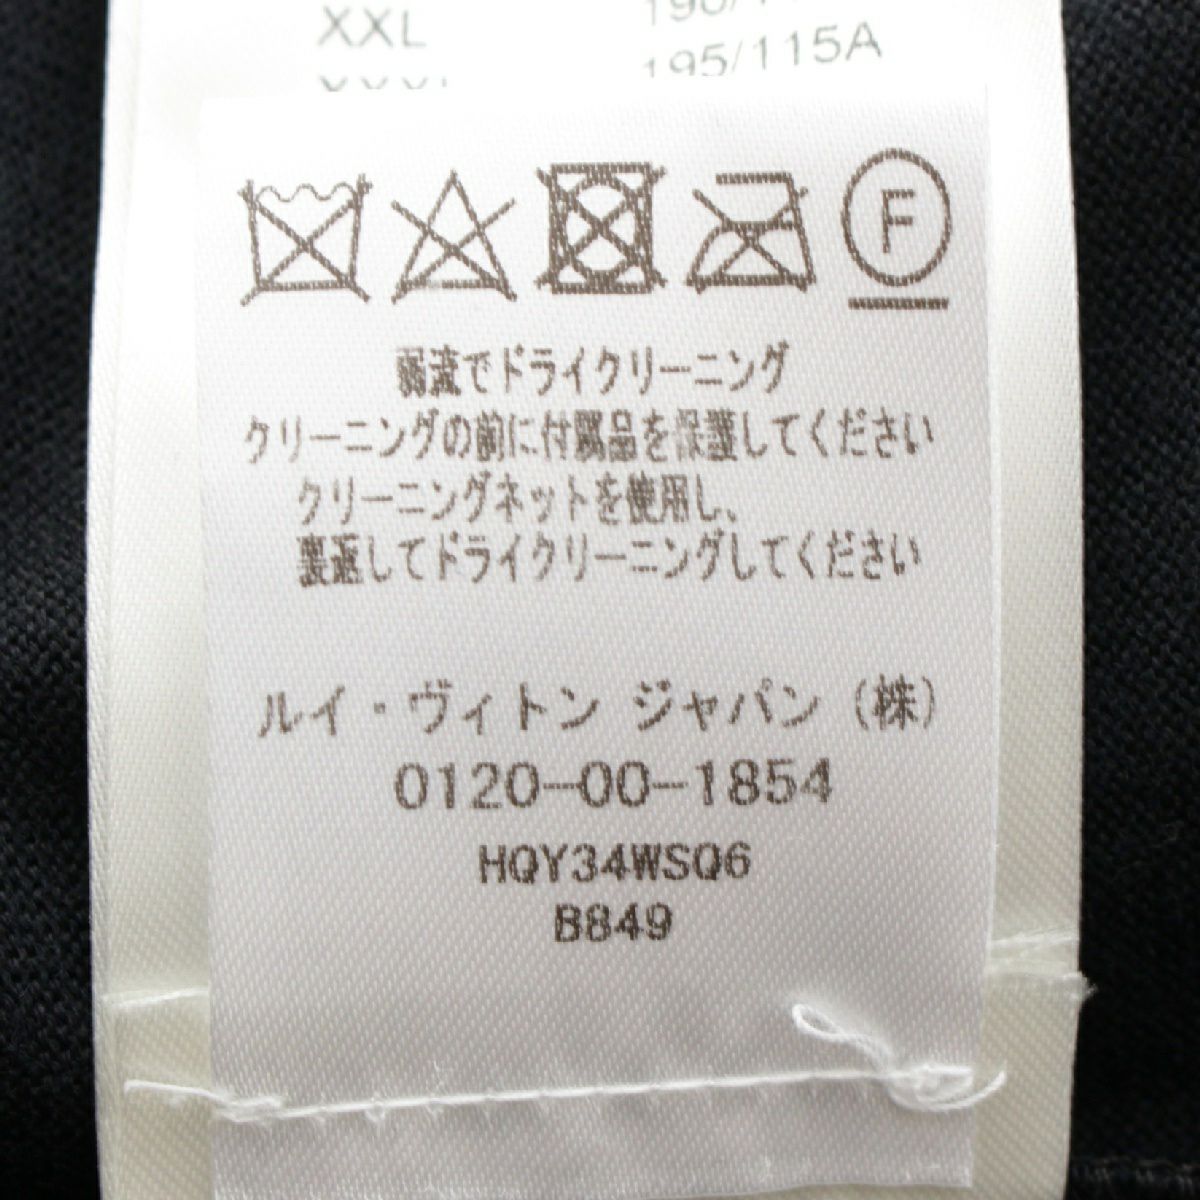 XXL
195/115A
F
弱流でドライクリーニング
クリーニングの前に付属品を保護してください
クリーニングネットを使用し、
裏返してドライクリーニングしてください
ルイ・ヴィトン ジャパン (株)
0120-00-1854
HQY34WSQ6
B849